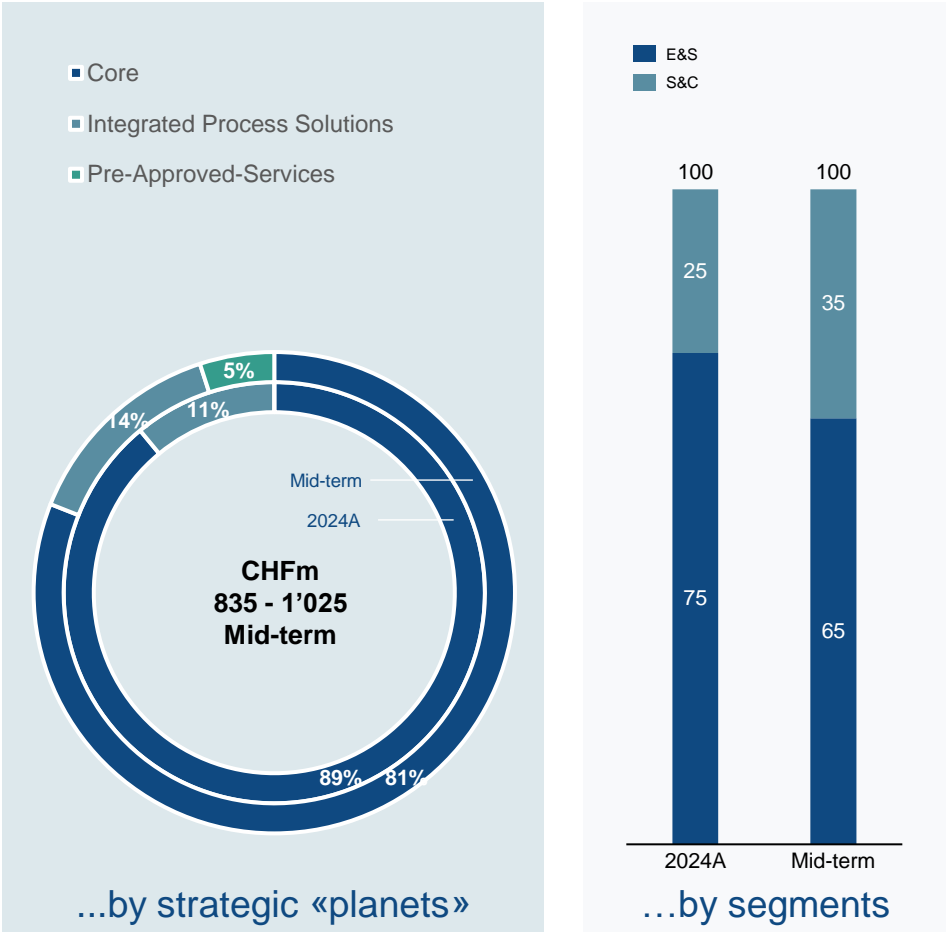 Core
Integrated Process Solutions
Pre-Approved-Services
5%
14%
11%
Mid-term
2024A
CHFm
835 - 1’025
Mid-term
89%
81%
...by strategic «planets»
E&S
S&C
100
100
25
35
75
65
2024A
Mid-term
…by segments